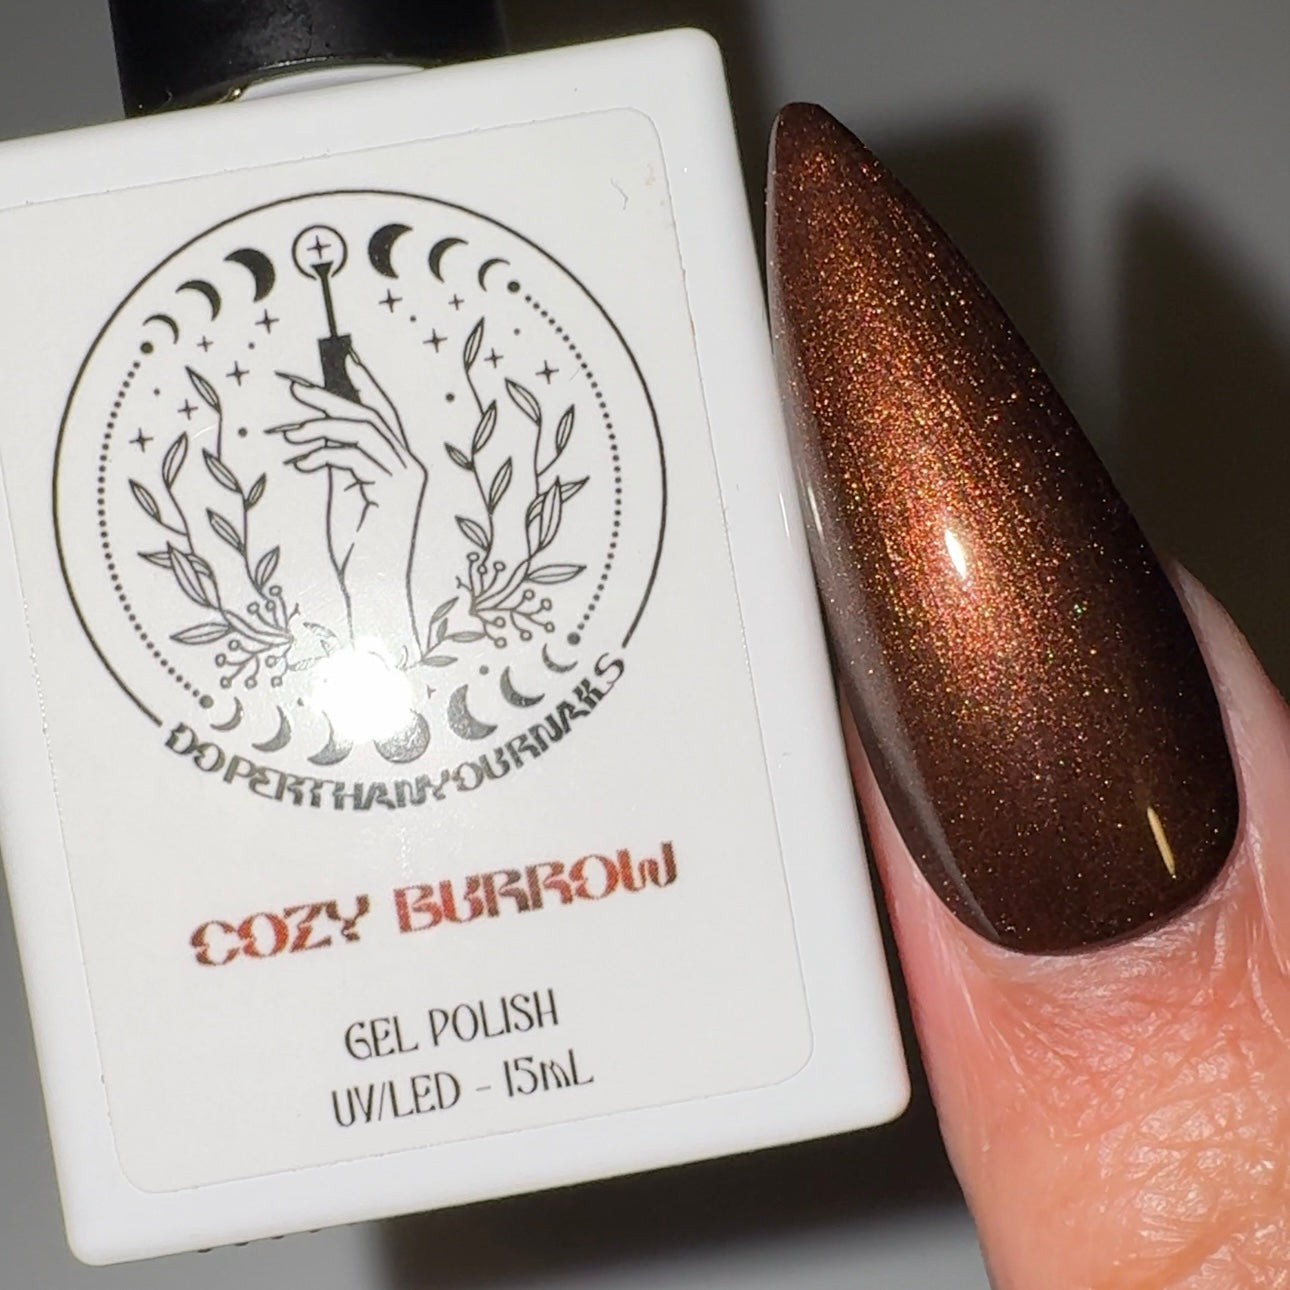 DOPERTHANYOURNAILS
COZY BURROW
GEL POLISH
UV/LED - 15mL